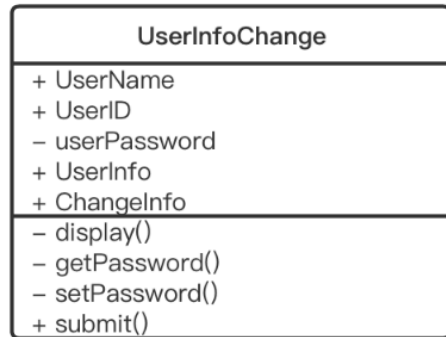 UserInfoChange
+ UserName
+ UserID
− userPassword
+ UserInfo
+ ChangeInfo
− display()
− getPassword()
− setPassword()
+ submit()